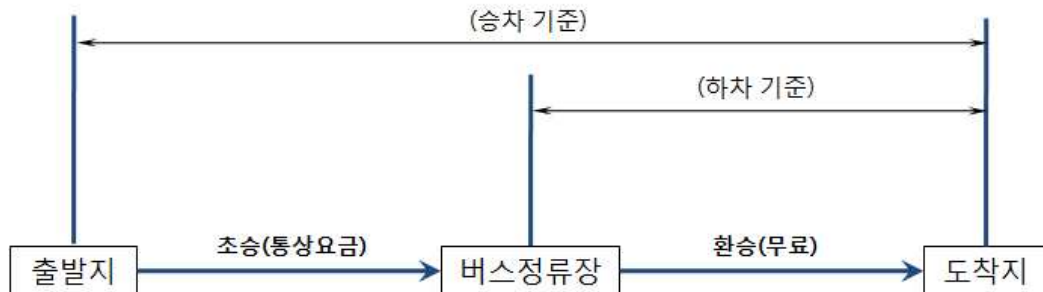 (승차 기준)
(하차 기준)
초승(통상요금)
환승(무료)
출발지
버스정류장
도착지